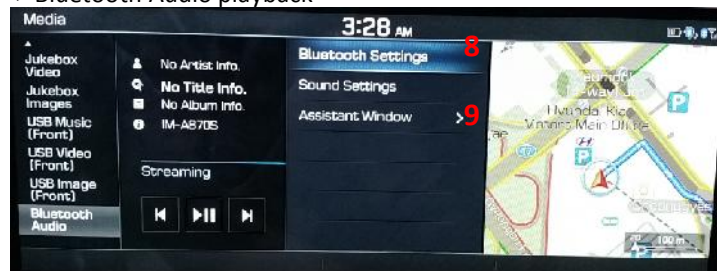 Bluetooth Audio playback
Media
3:28 AM
Jukebox
Video
Jukebox
Images
USB Music
(Front)
USB Video
(Front)
USB Image
(Front)
Bluetooth
Audio
No Artist Info.
No Title Info.
No Album Info.
IM-A870S
Streaming
Bluetooth Settings
8
Sound Settings
Assistant Window
>
9
P
P
100 m